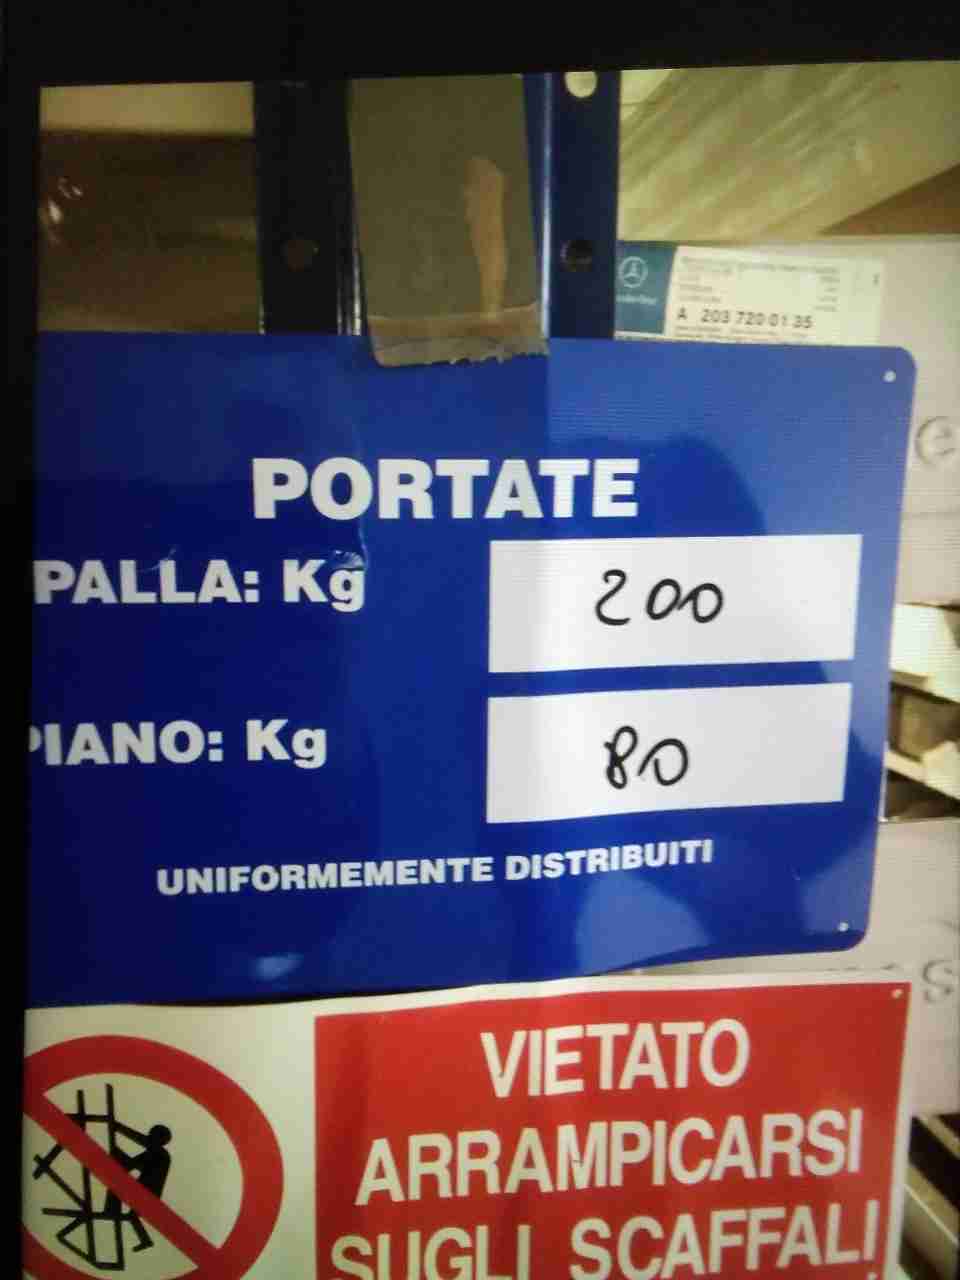 A 203 720 01 35
PORTATE
PALLA: Kg 200
PIANO: Kg 80
UNIFORMEMENTE DISTRIBUITI
VIETATO
ARRAMPICARSI
SUGLI SCAFFALI